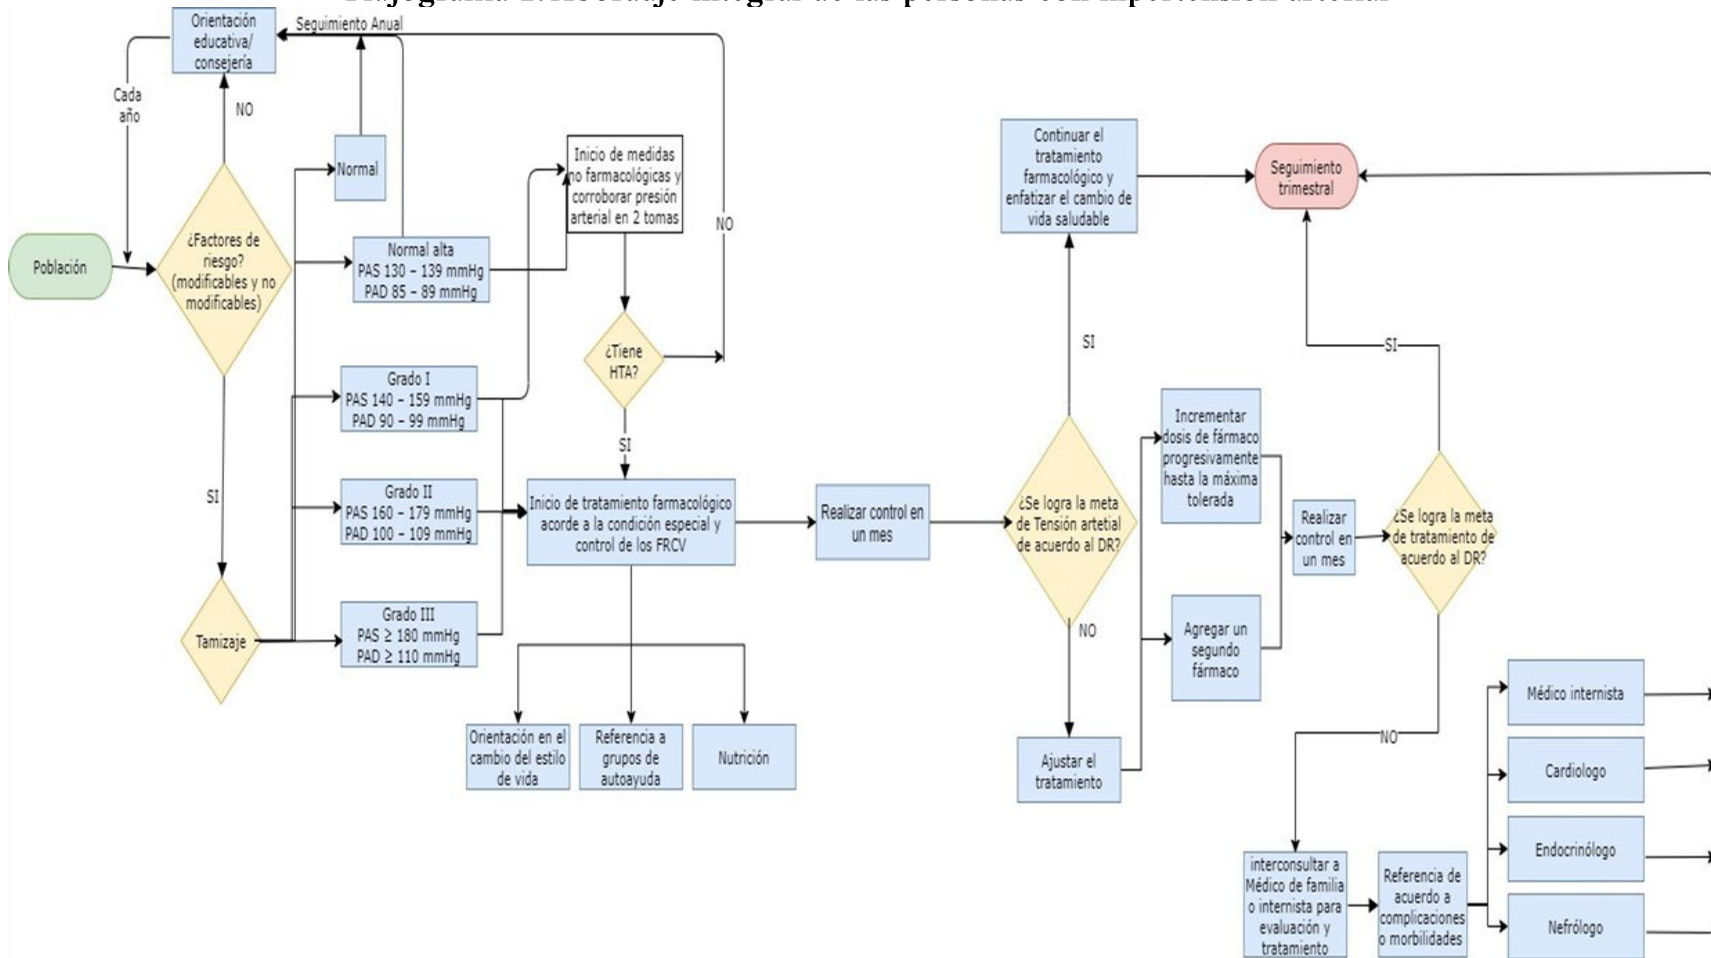 Orientación
educativa/
consejería
Seguimiento Anual
Cada
año
NO
Normal
Inicio de medidas
no farmacológicas y
corroborar presión
arterial en 2 tomas
NO
Población
¿Factores de
riesgo?
(modificables y no
modificables)
Normal alta
PAS 130 – 139 mmHg
PAD 85 – 89 mmHg
¿Tiene
HTA?
Grado I
PAS 140 – 159 mmHg
PAD 90 – 99 mmHg
SI
SI
Grado II
PAS 160 – 179 mmHg
PAD 100 – 109 mmHg
Inicio de tratamiento farmacológico
acorde a la condición especial y
control de los FRCV
Tamizaje
Grado III
PAS ≥ 180 mmHg
PAD ≥ 110 mmHg
Orientación en el
cambio del estilo
de vida
Referencia a
grupos de
autoayuda
Nutrición
Realizar control en
un mes
Continuar el
tratamiento
farmacológico y
enfatizar el cambio de
vida saludable
Seguimiento
trimestral
SI
¿Se logra la meta
de Tensión artetial
de acuerdo al DR?
NO
Ajustar el
tratamiento
Incrementar
dosis de fármaco
progresivamente
hasta la máxima
tolerada
Agregar un
segundo
fármaco
Realizar
control en
un mes
SI
¿Se logra la meta
de tratamiento de
acuerdo al DR?
NO
interconsultar a
Médico de familia
o internista para
evaluación y
tratamiento
Referencia de
acuerdo a
complicaciones
o morbilidades
Médico internista
Cardiologo
Endocrinólogo
Nefrólogo